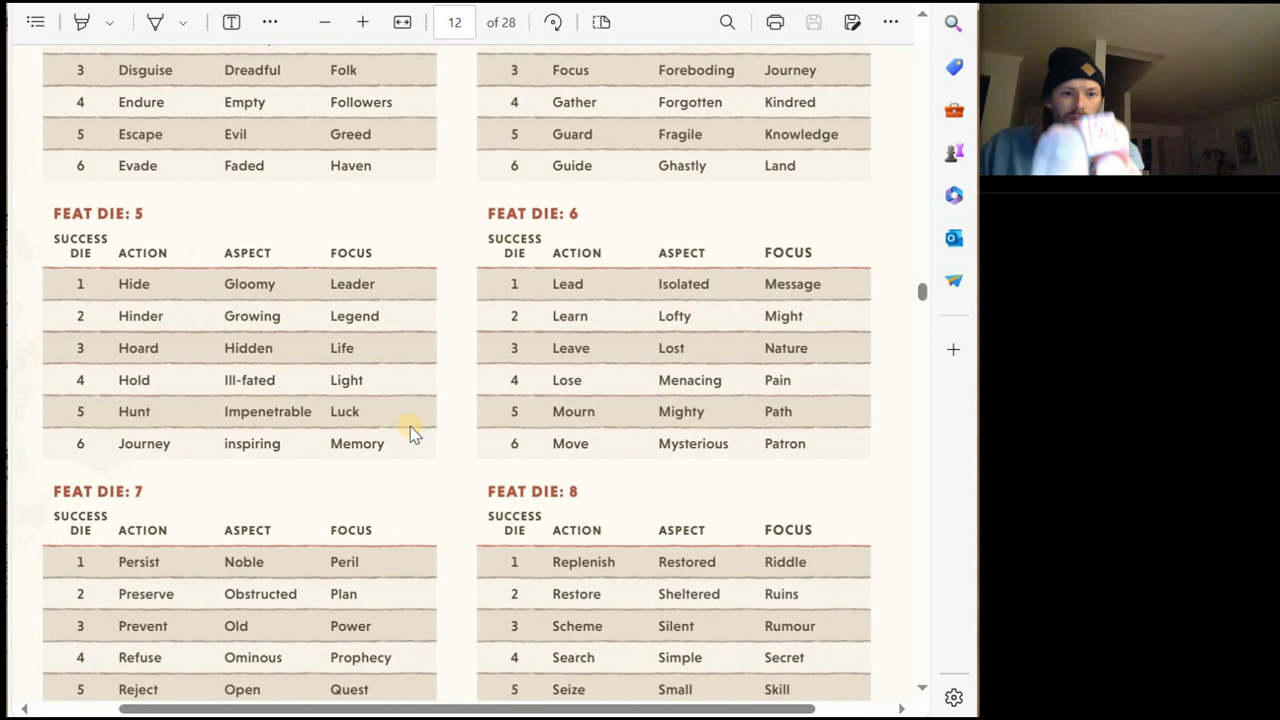 12 of 28
3 Disguise Dreadful Folk
4 Endure Empty Followers
5 Escape Evil Greed
6 Evade Faded Haven
3 Focus Foreboding Journey
4 Gather Forgotten Kindred
5 Guard Fragile Knowledge
6 Guide Ghastly Land
FEAT DIE: 5
SUCCESS
DIE ACTION ASPECT FOCUS
1 Hide Gloomy Leader
2 Hinder Growing Legend
3 Hoard Hidden Life
4 Hold Ill-fated Light
5 Hunt Impenetrable Luck
6 Journey inspiring Memory
FEAT DIE: 6
SUCCESS
DIE ACTION ASPECT FOCUS
1 Lead Isolated Message
2 Learn Lofty Might
3 Leave Lost Nature
4 Lose Menacing Pain
5 Mourn Mighty Path
6 Move Mysterious Patron
FEAT DIE: 7
SUCCESS
DIE ACTION ASPECT FOCUS
1 Persist Noble Peril
2 Preserve Obstructed Plan
3 Prevent Old Power
4 Refuse Ominous Prophecy
5 Reject Open Quest
FEAT DIE: 8
SUCCESS
DIE ACTION ASPECT FOCUS
1 Replenish Restored Riddle
2 Restore Sheltered Ruins
3 Scheme Silent Rumour
4 Search Simple Secret
5 Seize Small Skill